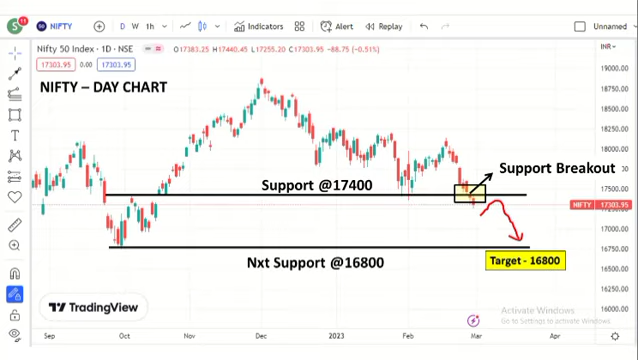 S 11 NIFTY D W 1h Indicators Alert Replay Unnamed
Nifty 50 Index · 1D · NSE O17383.25 H17440.45 L17255.20 C17303.95 -88.75 (-0.51%) INR
17303.95 0.00 17303.95
NIFTY – DAY CHART
19000.00
18750.00
18500.00
18250.00
18000.00
17750.00
Support Breakout
Support @17400
17500.00
NIFTY 17303.95
17000.00
16750.00
Nxt Support @16800
Target - 16800
16500.00
16250.00
TradingView
Activate Windows
Go to Settings to activate Windows.
16000.00
Sep Oct Nov Dec 2023 Feb Mar Apr